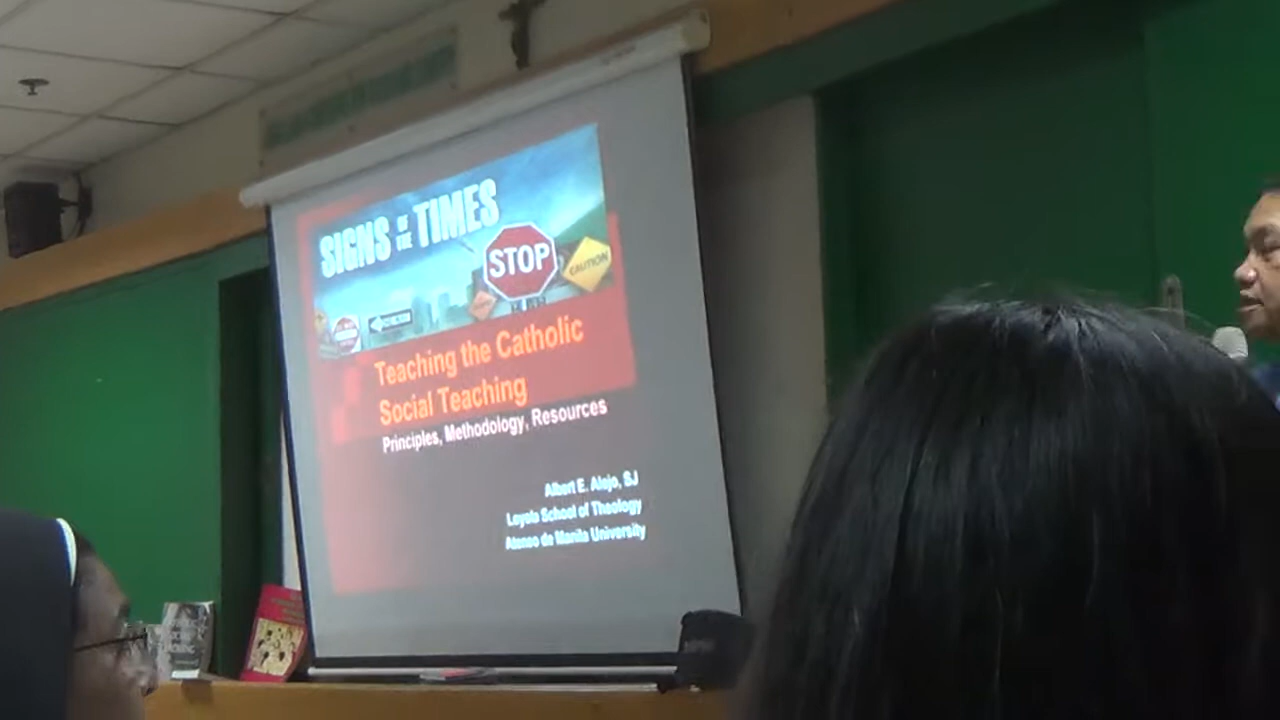 SIGNS OF THE TIMES
STOP
CAUTION
Teaching the Catholic
Social Teaching
Principles, Methodology, Resources
Albert E. Alejo, SJ
Loyola School of Theology
Ateneo de Manila University